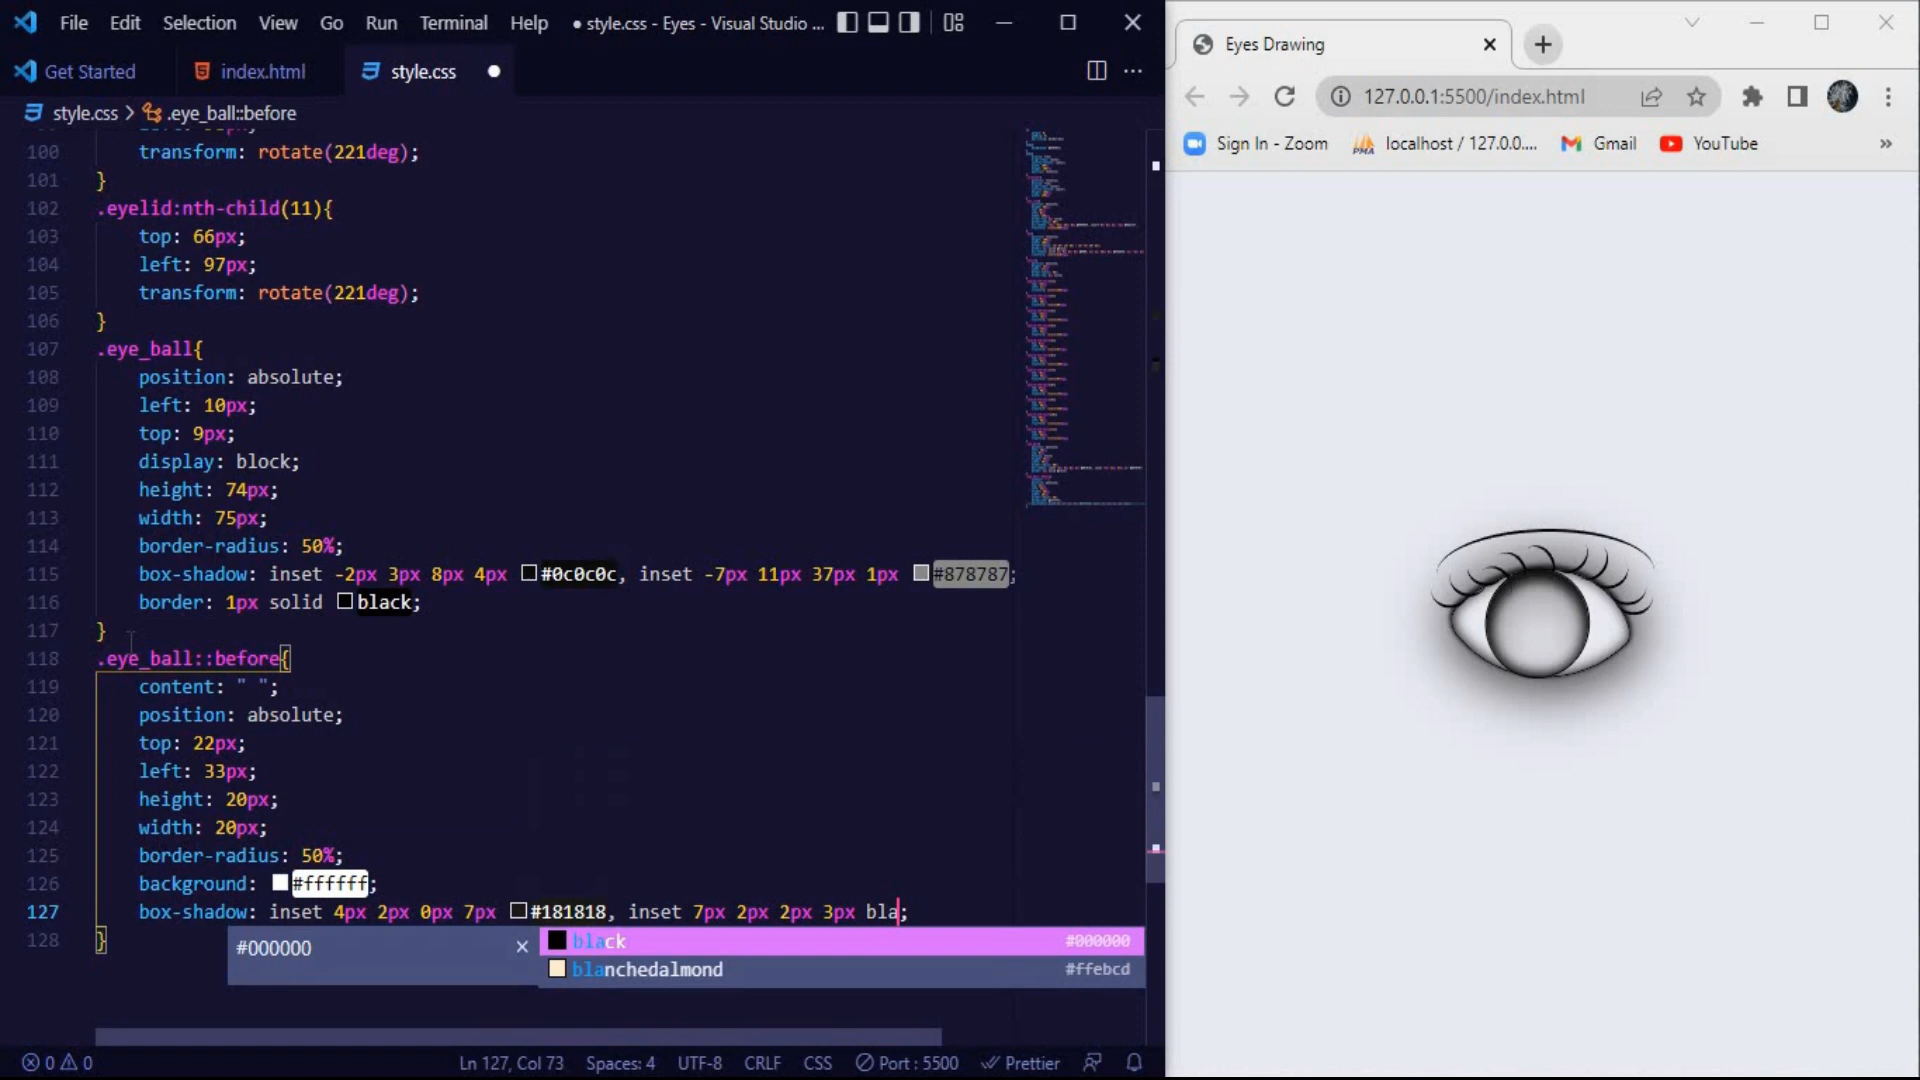 File Edit Selection View Go Run Terminal Help ● style.css - Eyes - Visual Studio ...
Get Started index.html style.css ●
style.css > .eye_ball::before
100 transform: rotate(221deg);
101 }
102 .eyelid:nth-child(11){
103 top: 66px;
104 left: 97px;
105 transform: rotate(221deg);
106 }
107 .eye_ball{
108 position: absolute;
109 left: 10px;
110 top: 9px;
111 display: block;
112 height: 74px;
113 width: 75px;
114 border-radius: 50%;
115 box-shadow: inset -2px 3px 8px 4px #0c0c0c, inset -7px 11px 37px 1px #878787;
116 border: 1px solid black;
117 }
118 .eye_ball::before{
119 content: " ";
120 position: absolute;
121 top: 22px;
122 left: 33px;
123 height: 20px;
124 width: 20px;
125 border-radius: 50%;
126 background: #ffffff;
127 box-shadow: inset 4px 2px 0px 7px #181818, inset 7px 2px 2px 3px bla;
128 }
#000000
black #000000
blanchedalmond #ffebcd
0 0 Ln 127, Col 73 Spaces: 4 UTF-8 CRLF CSS Port : 5500 Prettier
Eyes Drawing
127.0.0.1:5500/index.html
Sign In - Zoom localhost / 127.0.0.... Gmail YouTube »